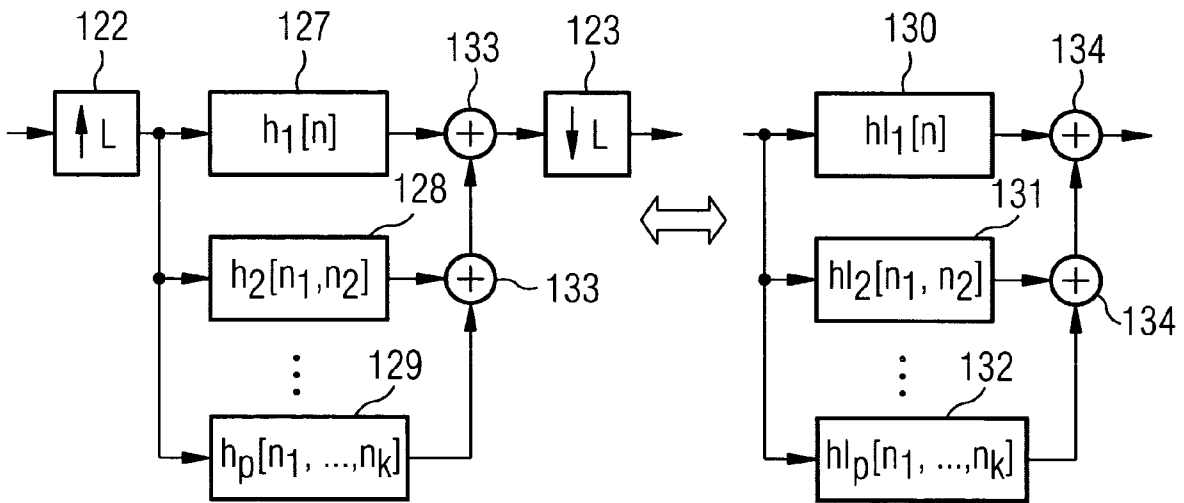 122 127 133 123 130 134
↑ L h₁[n] + ↓ L hl₁[n] +
128 131
h₂[n₁,n₂] + 133 hl₂[n₁, n₂] + 134
129 132
hₚ[n₁, ...,nₖ] hlₚ[n₁, ...,nₖ]